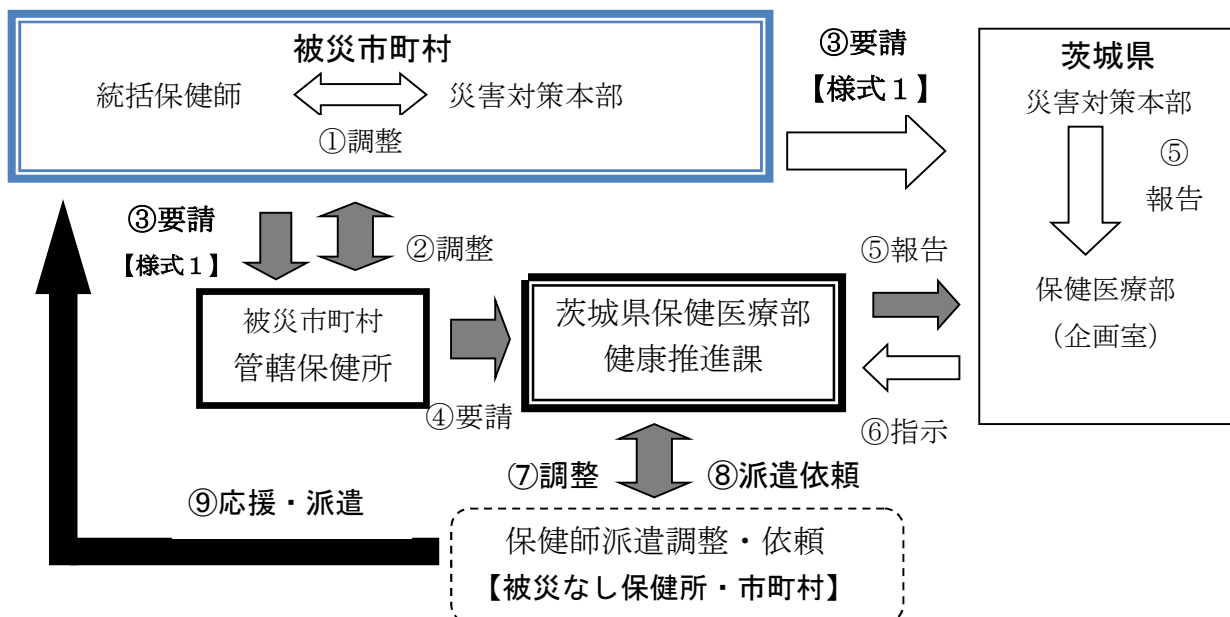 被災市町村
統括保健師
災害対策本部
①調整
③要請
【様式１】
茨城県
災害対策本部
⑤
報告
保健医療部
（企画室）
③要請
【様式１】
②調整
被災市町村
管轄保健所
④要請
茨城県保健医療部
健康推進課
⑤報告
⑥指示
⑦調整
⑧派遣依頼
⑨応援・派遣
保健師派遣調整・依頼
【被災なし保健所・市町村】